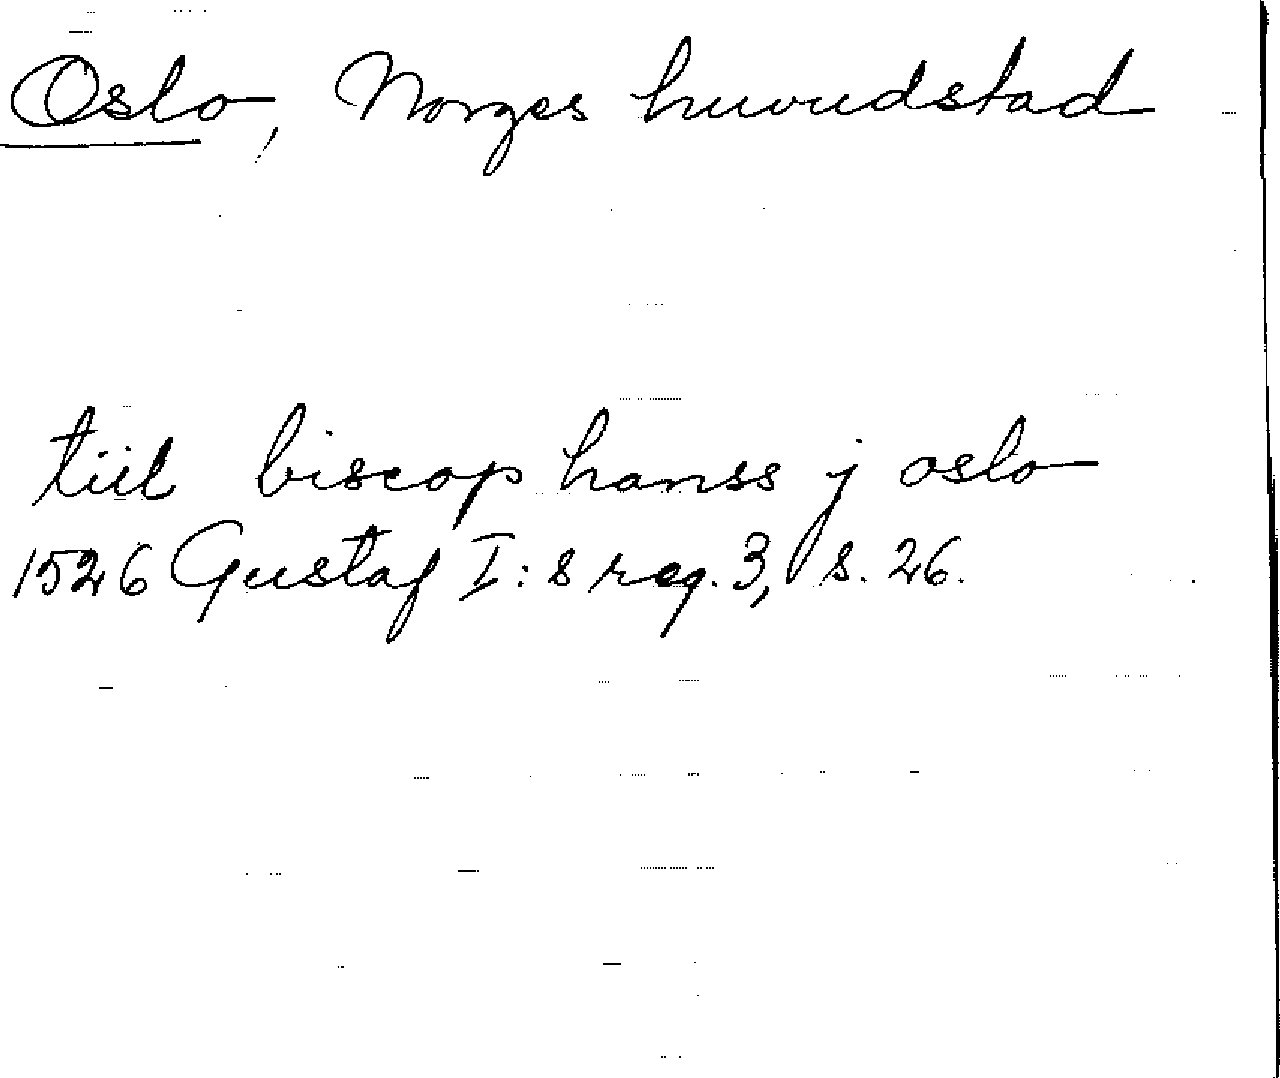 Oslo, Norges huvudstad
tiil biscop hanss j oslo
1526 Gustaf I:s reg. 3, s. 26.